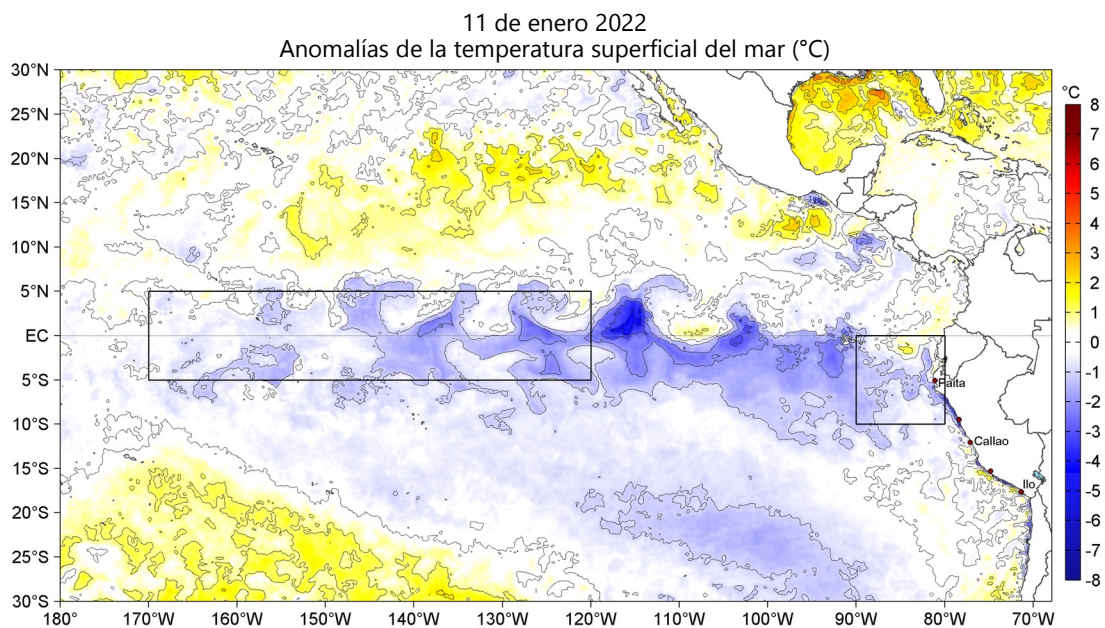 11 de enero 2022
Anomalías de la temperatura superficial del mar (°C)
30°N
25°N
20°N
15°N
10°N
5°N
EC
5°S
10°S
15°S
20°S
25°S
30°S
180 170°W 160°W 150°W 140°W 130°W 120°W 110°W 100°W 90°W 80°W 70°W
Paita
Callao
Ilo
°C
8
7
6
5
4
3
2
1
0
-1
-2
-3
-4
-5
-6
-7
-8